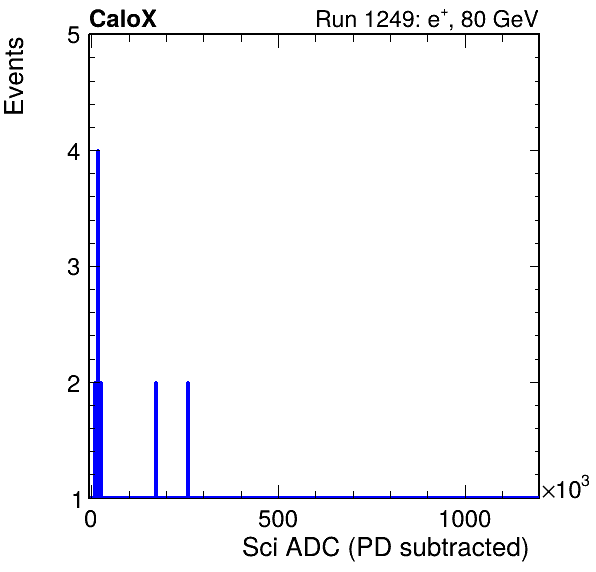 CaloX Run 1249: e⁺, 80 GeV
Events
5
4
3
2
1
0 500 1000 ×10³
Sci ADC (PD subtracted)